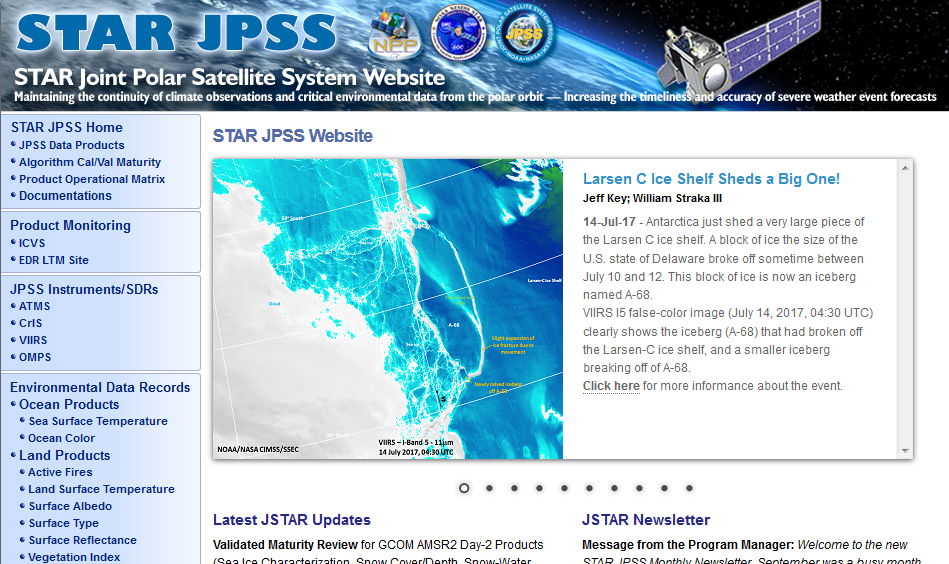 STAR JPSS
NPP
JPSS
STAR Joint Polar Satellite System Website
Maintaining the continuity of climate observations and critical environmental data from the polar orbit — Increasing the timeliness and accuracy of severe weather event forecasts
STAR JPSS Home
JPSS Data Products
Algorithm Cal/Val Maturity
Product Operational Matrix
Documentations
Product Monitoring
ICVS
EDR LTM Site
JPSS Instruments/SDRs
ATMS
CrIS
VIIRS
OMPS
Environmental Data Records
Ocean Products
Sea Surface Temperature
Ocean Color
Land Products
Active Fires
Land Surface Temperature
Surface Albedo
Surface Type
Surface Reflectance
Vegetation Index
STAR JPSS Website
Larsen-C Ice Shelf
Cloud
A-68
Sea Ice
Slight expansion of
ice fracture due to
movement
Newly calved iceberg
off A-68
S
NOAA/NASA CIMSS/SSEC
VIIRS – I-Band 5 - 11µm
14 July 2017, 04:30 UTC
Larsen C Ice Shelf Sheds a Big One!
Jeff Key; William Straka III
14-Jul-17 - Antarctica just shed a very large piece of
the Larsen C ice shelf. A block of ice the size of the
U.S. state of Delaware broke off sometime between
July 10 and 12. This block of ice is now an iceberg
named A-68.
VIIRS I5 false-color image (July 14, 2017, 04:30 UTC)
clearly shows the iceberg (A-68) that had broken off
the Larsen-C ice shelf, and a smaller iceberg
breaking off of A-68.
Click here for more informance about the event.
Latest JSTAR Updates
Validated Maturity Review for GCOM AMSR2 Day-2 Products
(Sea Ice Characterization, Snow Cover/Depth, Snow-Water
JSTAR Newsletter
Message from the Program Manager: Welcome to the new
STAR JPSS Monthly Newsletter. September was a busy month